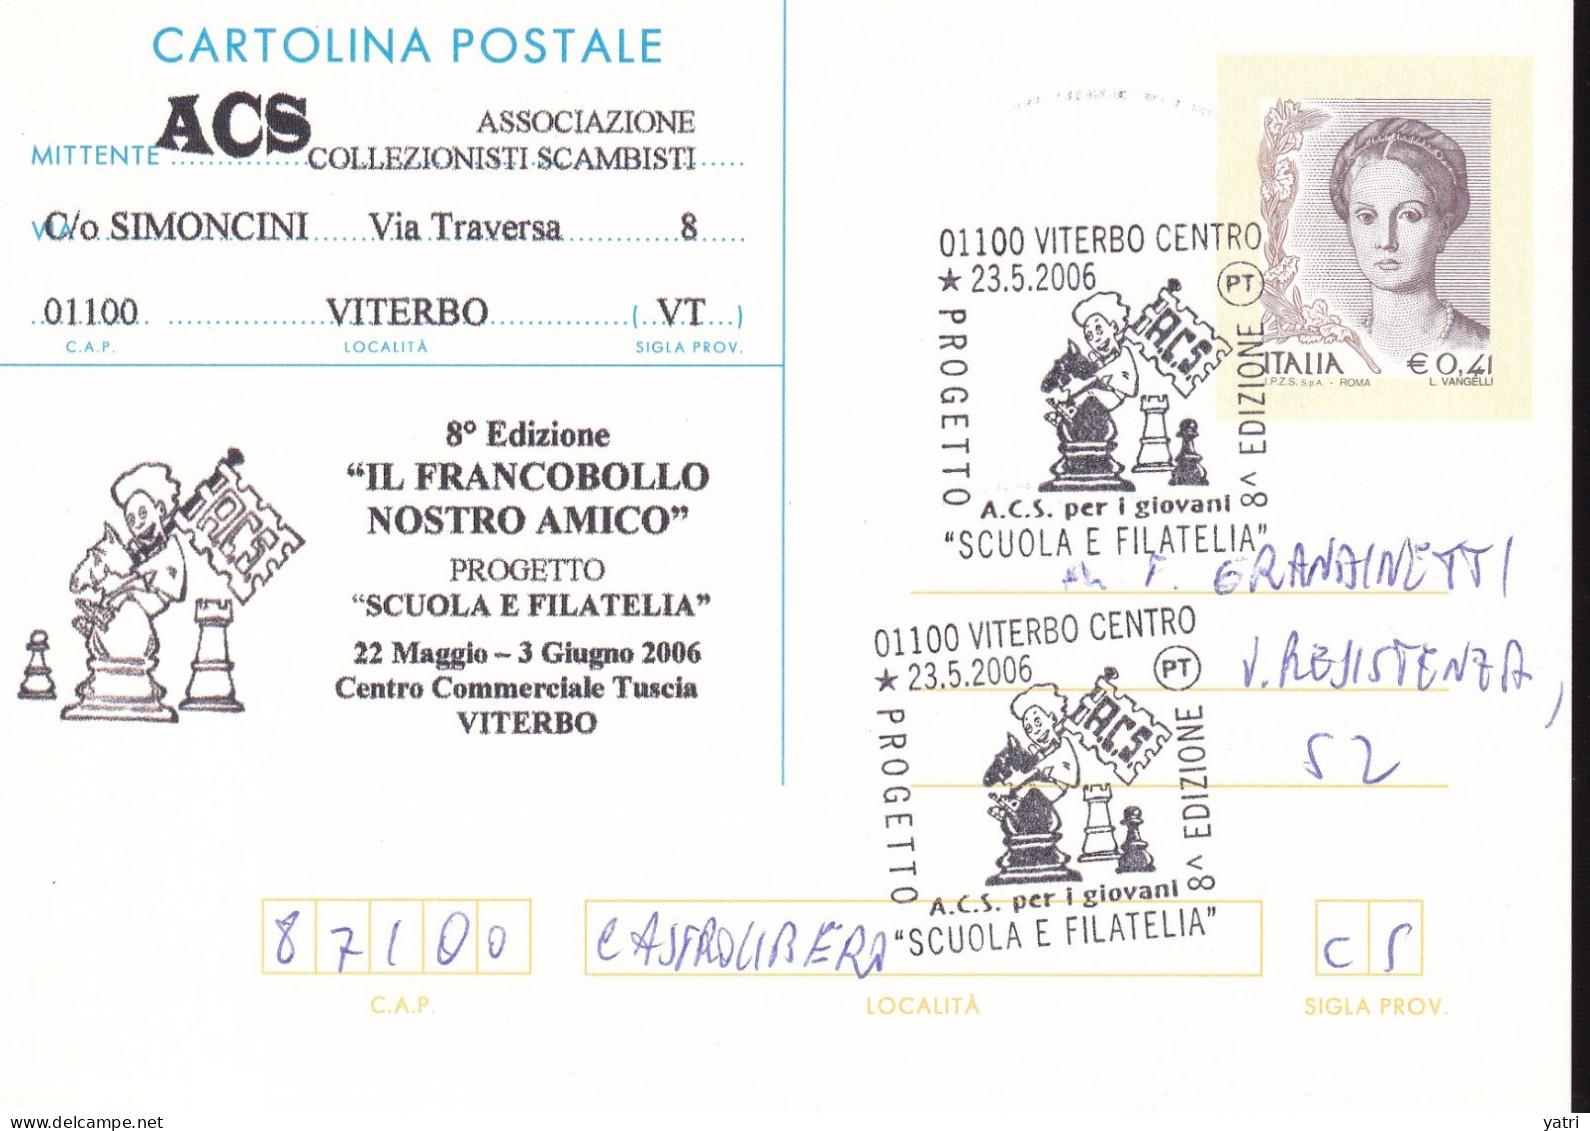 CARTOLINA POSTALE
ACS
ASSOCIAZIONE
MITTENTE
COLLEZIONISTI SCAMBISTI
VIA
C/o SIMONCINI Via Traversa 8
01100 VITERBO ( VT )
C.A.P. LOCALITÀ SIGLA PROV.
8° Edizione
"IL FRANCOBOLLO
NOSTRO AMICO"
PROGETTO
"SCUOLA E FILATELIA"
22 Maggio – 3 Giugno 2006
Centro Commerciale Tuscia
VITERBO
A.C.S.
ITALIA € 0,41
I.P.Z.S. S.p.A. - ROMA L. VANGELLI
01100 VITERBO CENTRO
23.5.2006 PT
PROGETTO
A.C.S.
8^ EDIZIONE
A.C.S. per i giovani
"SCUOLA E FILATELIA"
F. GRANDINETTI
01100 VITERBO CENTRO
23.5.2006 PT
PROGETTO
A.C.S.
8^ EDIZIONE
A.C.S. per i giovani
"SCUOLA E FILATELIA"
V. RESISTENZA,
52
87100 CASTROLIBERO CS
C.A.P. LOCALITÀ SIGLA PROV.
yatri